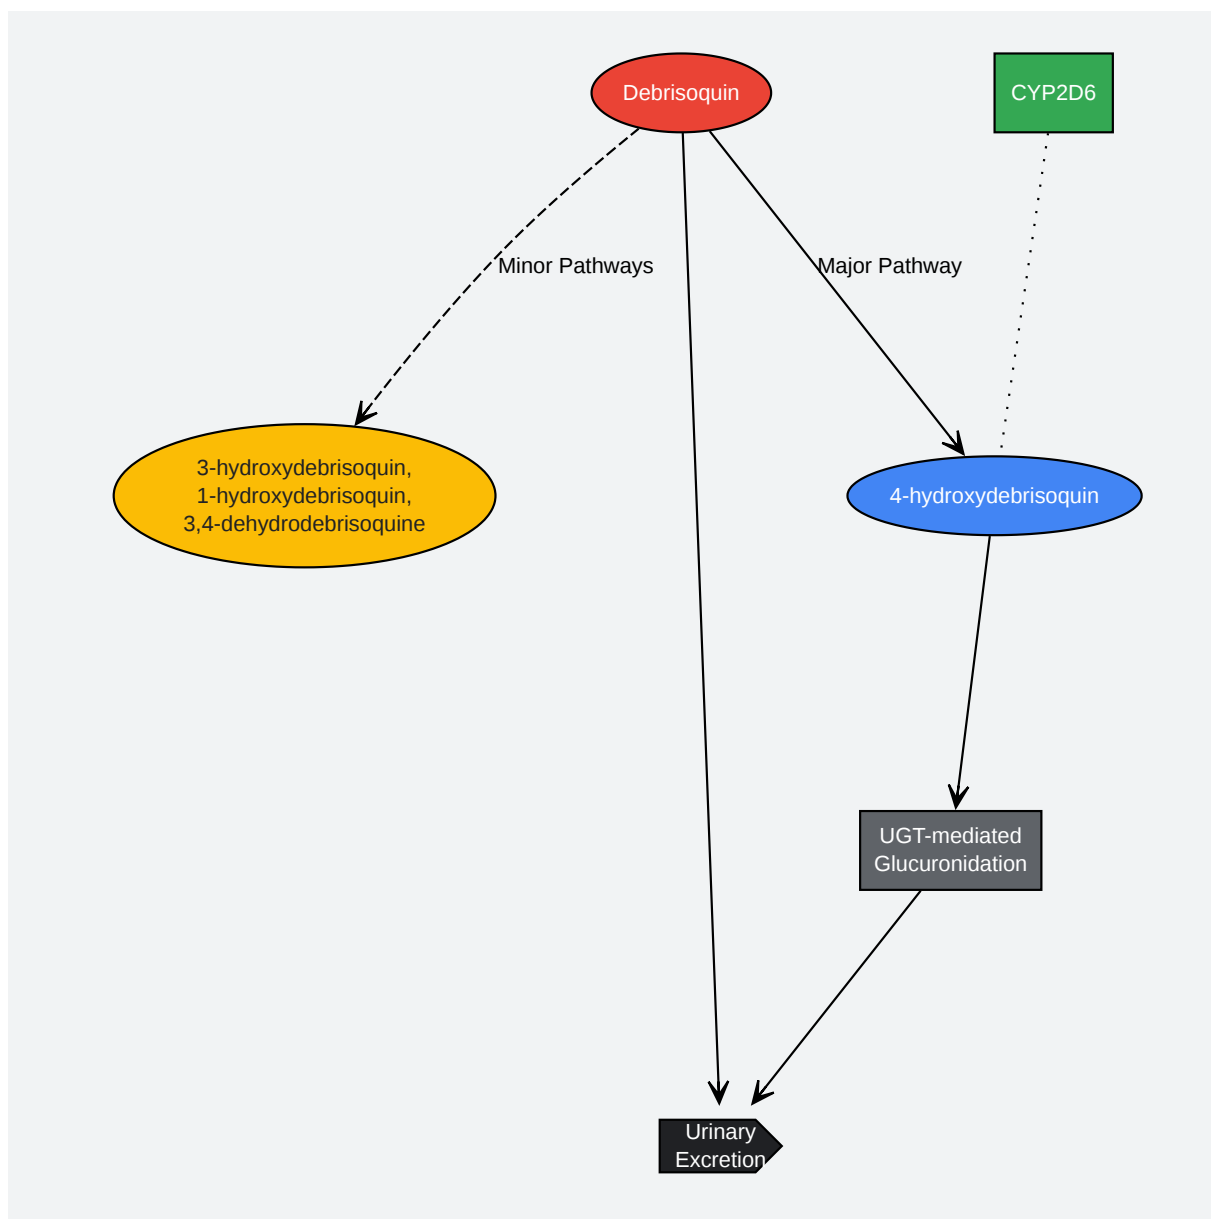 Debrisoquin
CYP2D6
Minor Pathways
Major Pathway
3-hydroxydebrisoquin,
1-hydroxydebrisoquin,
3,4-dehydrodebrisoquine
4-hydroxydebrisoquin
UGT-mediated
Glucuronidation
Urinary
Excretion